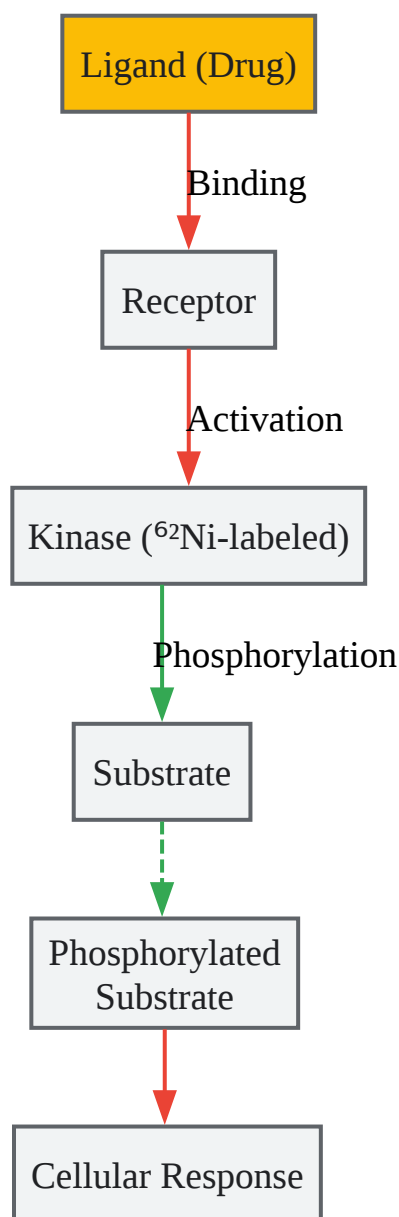 Ligand (Drug)
Binding
Receptor
Activation
Kinase (⁶²Ni-labeled)
Phosphorylation
Substrate
Phosphorylated
Substrate
Cellular Response